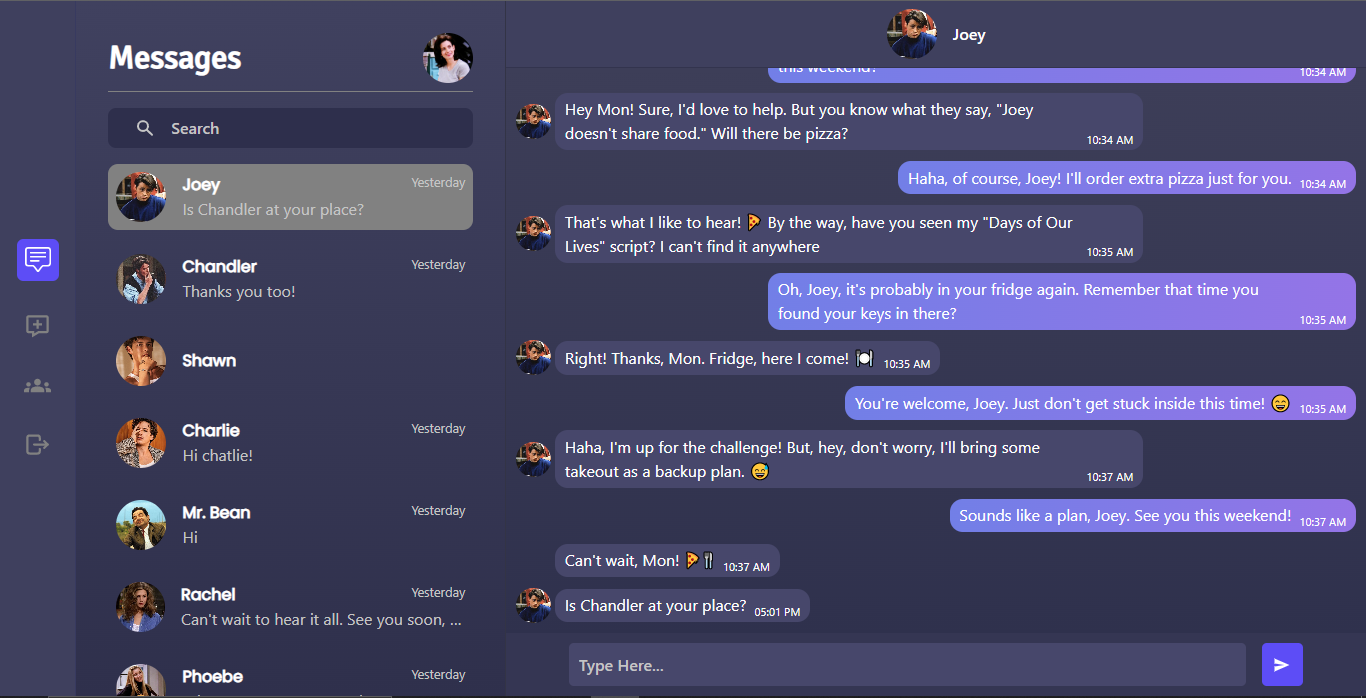 Messages
Search
Joey
Yesterday
Is Chandler at your place?
Chandler
Yesterday
Thanks you too!
Shawn
Charlie
Yesterday
Hi chatlie!
Mr. Bean
Yesterday
Hi
Rachel
Yesterday
Can't wait to hear it all. See you soon, ...
Phoebe
Yesterday
Joey
this weekend?
10:34 AM
Hey Mon! Sure, I'd love to help. But you know what they say, "Joey
doesn't share food." Will there be pizza?
10:34 AM
Haha, of course, Joey! I'll order extra pizza just for you. 10:34 AM
That's what I like to hear! 🍕 By the way, have you seen my "Days of Our
Lives" script? I can't find it anywhere
10:35 AM
Oh, Joey, it's probably in your fridge again. Remember that time you
found your keys in there?
10:35 AM
Right! Thanks, Mon. Fridge, here I come! 🍽️ 10:35 AM
You're welcome, Joey. Just don't get stuck inside this time! 😄 10:35 AM
Haha, I'm up for the challenge! But, hey, don't worry, I'll bring some
takeout as a backup plan. 😅
10:37 AM
Sounds like a plan, Joey. See you this weekend! 10:37 AM
Can't wait, Mon! 🍕🍴 10:37 AM
Is Chandler at your place? 05:01 PM
Type Here...